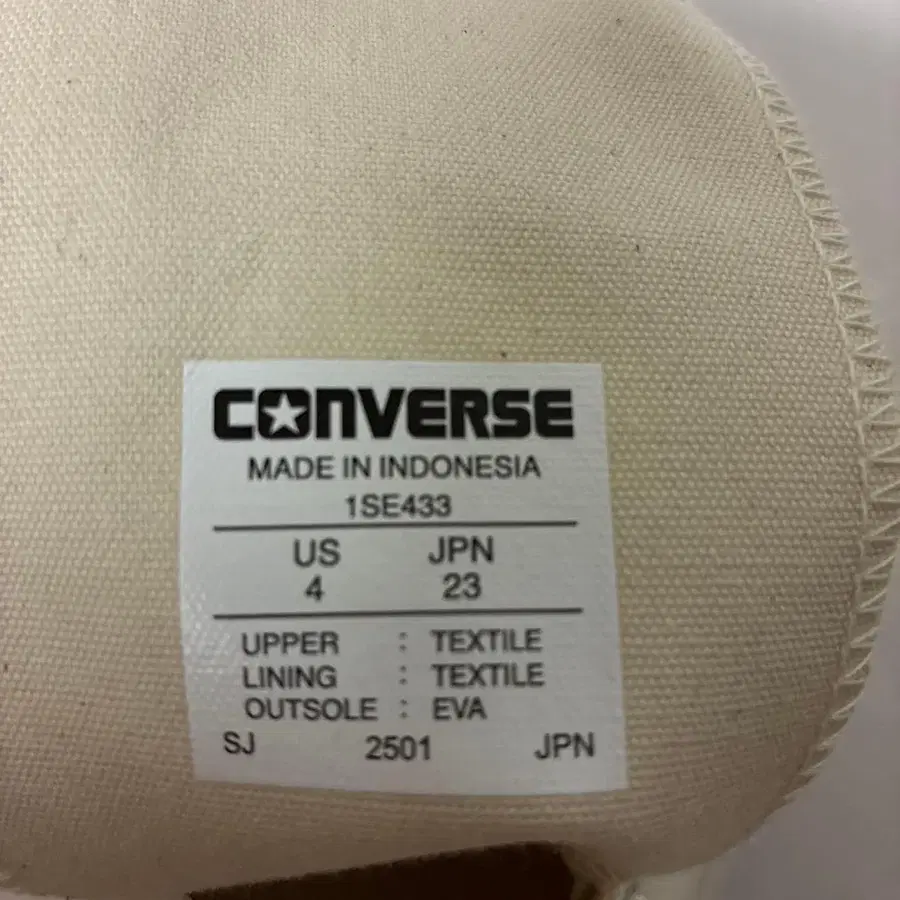 CONVERSE
MADE IN INDONESIA
1SE433
US JPN
4 23
UPPER : TEXTILE
LINING : TEXTILE
OUTSOLE : EVA
SJ 2501 JPN